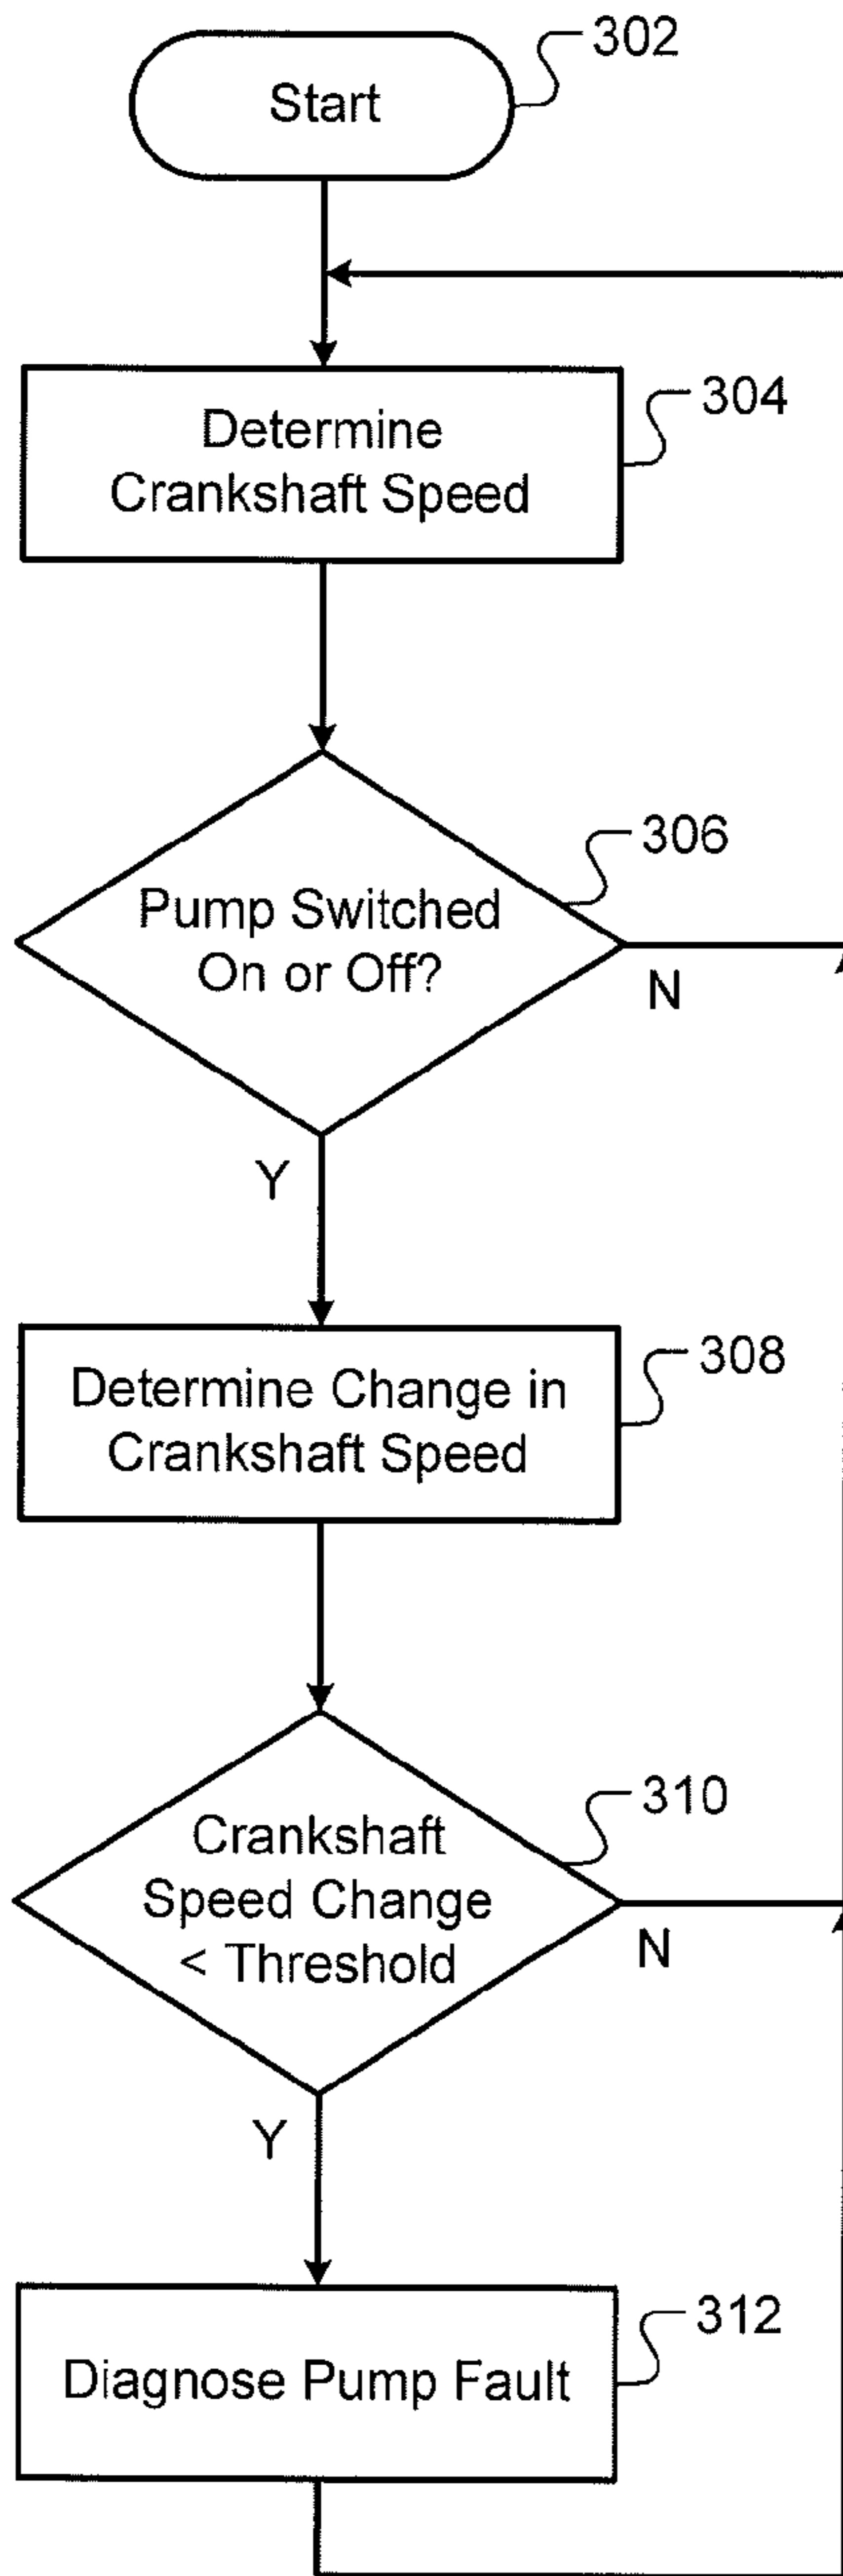 302
Start
304
Determine
Crankshaft Speed
306
Pump Switched
On or Off?
N
Y
308
Determine Change in
Crankshaft Speed
310
Crankshaft
Speed Change
< Threshold
N
Y
312
Diagnose Pump Fault